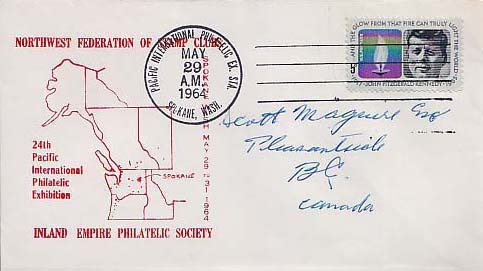 NORTHWEST FEDERATION OF STAMP CLUBS
PACIFIC INTERNATIONAL PHILATELIC EX. STA.
MAY
29
A.M.
1964
SPOKANE, WASH.
AND THE GLOW FROM THAT FIRE CAN TRULY LIGHT THE WORLD
JOHN FITZGERALD KENNEDY
SPOKANE MAY 29-31 1964
24th
Pacific
International
Philatelic
Exhibition
SPOKANE
Scott Maguire Esq
Pleasantside
B.C.
Canada
INLAND EMPIRE PHILATELIC SOCIETY